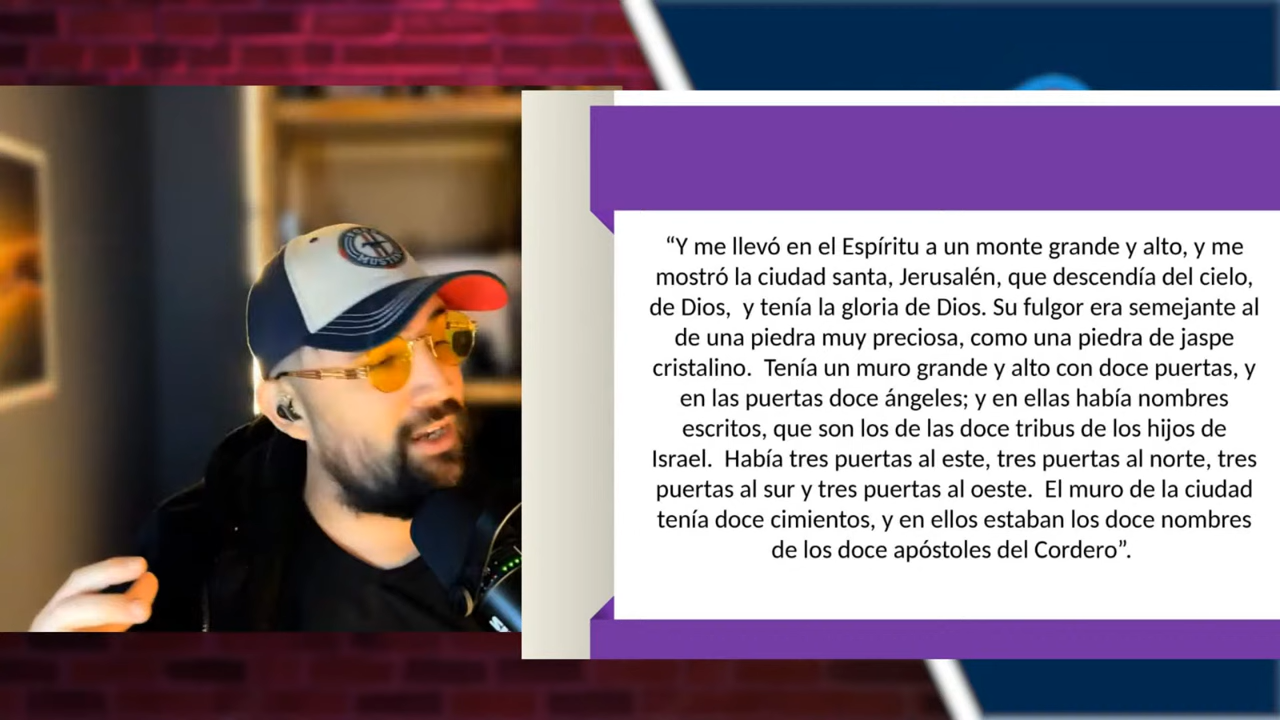 “Y me llevó en el Espíritu a un monte grande y alto, y me
mostró la ciudad santa, Jerusalén, que descendía del cielo,
de Dios,  y tenía la gloria de Dios. Su fulgor era semejante al
de una piedra muy preciosa, como una piedra de jaspe
cristalino.  Tenía un muro grande y alto con doce puertas, y
en las puertas doce ángeles; y en ellas había nombres
escritos, que son los de las doce tribus de los hijos de
Israel.  Había tres puertas al este, tres puertas al norte, tres
puertas al sur y tres puertas al oeste.  El muro de la ciudad
tenía doce cimientos, y en ellos estaban los doce nombres
de los doce apóstoles del Cordero”.